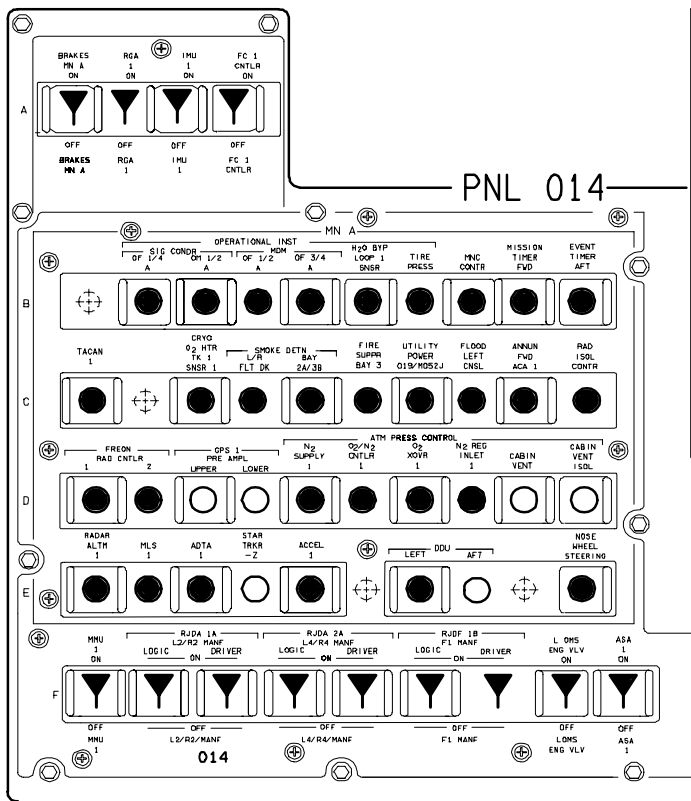 BRAKES RGA IMU FC 1
MN A 1 1 CNTLR
ON ON ON ON
A
OFF OFF OFF OFF
BRAKES RGA IMU FC 1
MN A 1 1 CNTLR
PNL 014
MN A
OPERATIONAL INST
SIG CONDR MDM H2O BYP MISSION EVENT
OF 1/4 OM 1/2 OF 1/2 OF 3/4 LOOP 1 TIRE MNC TIMER TIMER
A A A A SNSR PRESS CONTR FWD AFT
B
CRYO
O2 HTR SMOKE DETN FIRE UTILITY FLOOD ANNUN RAD
TACAN TK 1 L/R BAY SUPPR POWER LEFT FWD ISOL
1 SNSR 1 FLT DK 2A/3B BAY 3 019/M052J CNSL ACA 1 CONTR
C
ATM PRESS CONTROL
FREON GPS 1 N2 O2/N2 O2 N2 REG CABIN
RAD CNTLR PRE AMPL SUPPLY CNTLR XOVR INLET CABIN VENT
1 2 UPPER LOWER 1 1 1 1 VENT ISOL
D
RADAR STAR NOSE
ALTM MLS ADTA TRKR ACCEL DDU WHEEL
1 1 1 -Z 1 LEFT AF7 STEERING
E
MMU RJDA 1A RJDA 2A RJDF 1B L OMS ASA
1 L2/R2 MANF L4/R4 MANF F1 MANF ENG VLV 1
ON LOGIC ON DRIVER LOGIC ON DRIVER LOGIC ON DRIVER ON ON
F
OFF OFF OFF OFF OFF OFF
MMU L2/R2/MANF L4/R4/MANF F1 MANF LOMS ASA
1 ENG VLV 1
014